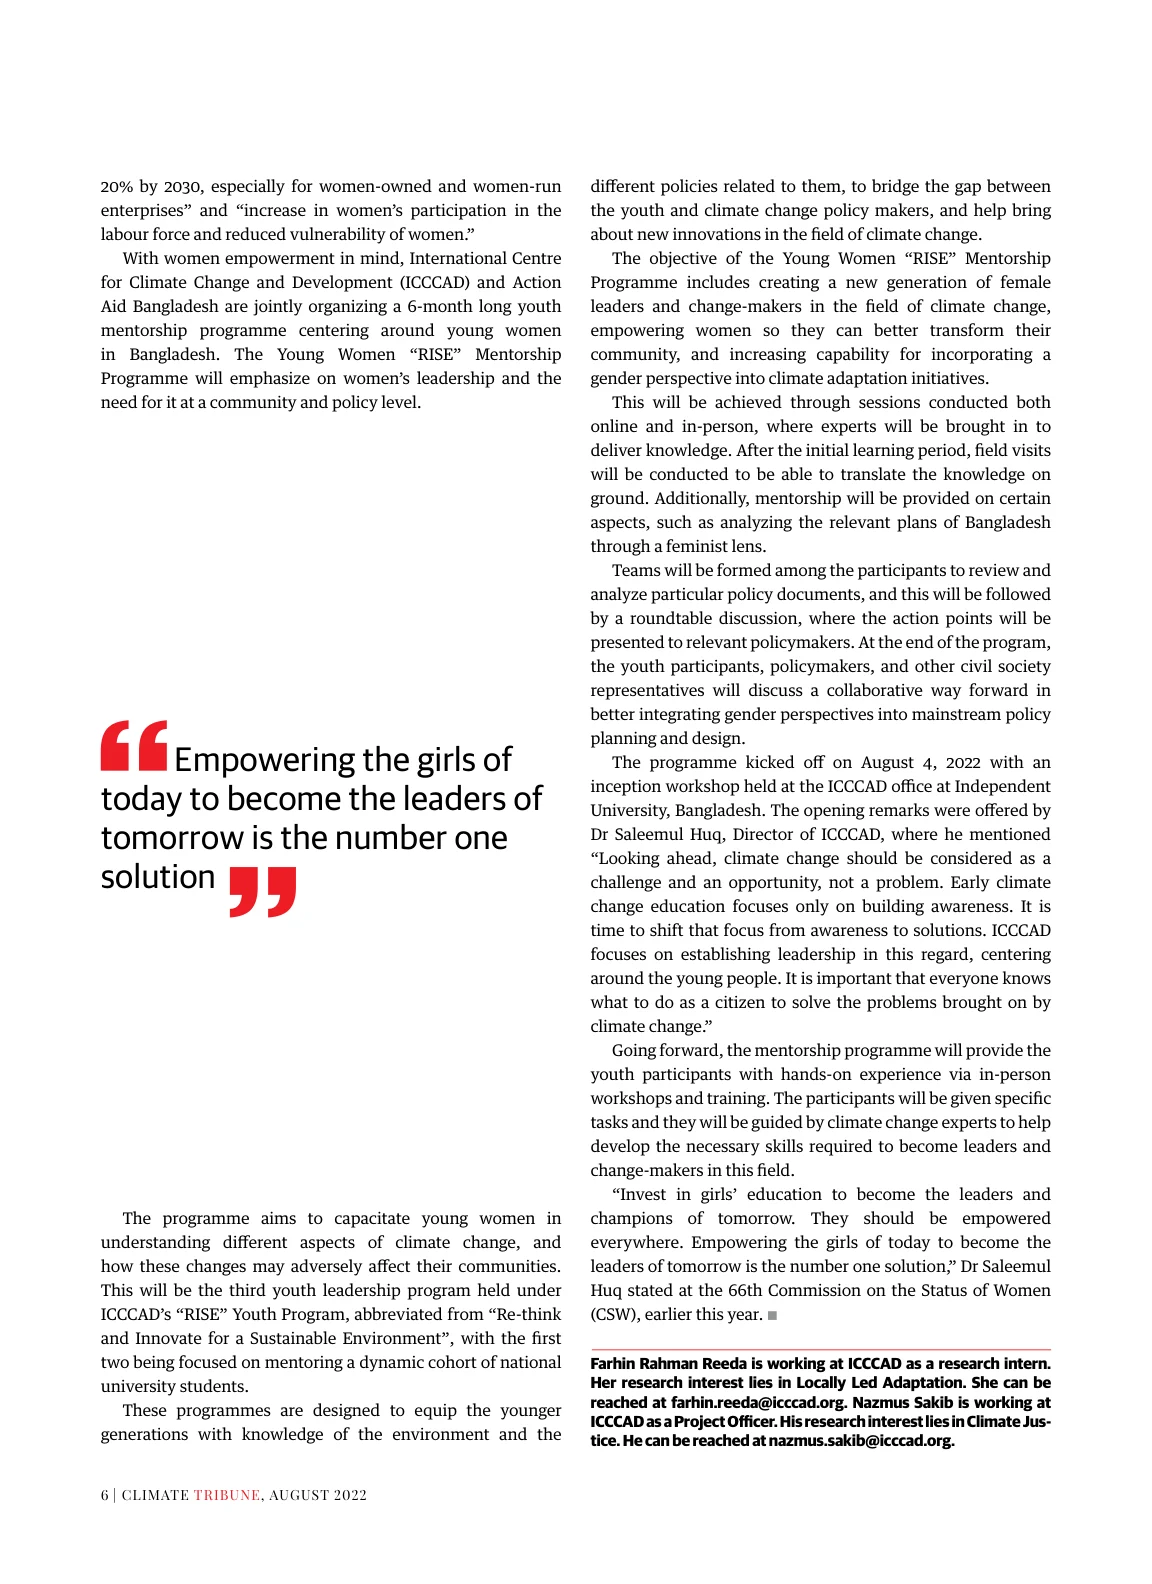 20% by 2030, especially for women-owned and women-run
enterprises” and “increase in women’s participation in the
labour force and reduced vulnerability of women.”
With women empowerment in mind, International Centre
for Climate Change and Development (ICCCAD) and Action
Aid Bangladesh are jointly organizing a 6-month long youth
mentorship programme centering around young women
in Bangladesh. The Young Women “RISE” Mentorship
Programme will emphasize on women’s leadership and the
need for it at a community and policy level.
“Empowering the girls of
today to become the leaders of
tomorrow is the number one
solution”
The programme aims to capacitate young women in
understanding different aspects of climate change, and
how these changes may adversely affect their communities.
This will be the third youth leadership program held under
ICCCAD’s “RISE” Youth Program, abbreviated from “Re-think
and Innovate for a Sustainable Environment”, with the first
two being focused on mentoring a dynamic cohort of national
university students.
These programmes are designed to equip the younger
generations with knowledge of the environment and the
different policies related to them, to bridge the gap between
the youth and climate change policy makers, and help bring
about new innovations in the field of climate change.
The objective of the Young Women “RISE” Mentorship
Programme includes creating a new generation of female
leaders and change-makers in the field of climate change,
empowering women so they can better transform their
community, and increasing capability for incorporating a
gender perspective into climate adaptation initiatives.
This will be achieved through sessions conducted both
online and in-person, where experts will be brought in to
deliver knowledge. After the initial learning period, field visits
will be conducted to be able to translate the knowledge on
ground. Additionally, mentorship will be provided on certain
aspects, such as analyzing the relevant plans of Bangladesh
through a feminist lens.
Teams will be formed among the participants to review and
analyze particular policy documents, and this will be followed
by a roundtable discussion, where the action points will be
presented to relevant policymakers. At the end of the program,
the youth participants, policymakers, and other civil society
representatives will discuss a collaborative way forward in
better integrating gender perspectives into mainstream policy
planning and design.
The programme kicked off on August 4, 2022 with an
inception workshop held at the ICCCAD office at Independent
University, Bangladesh. The opening remarks were offered by
Dr Saleemul Huq, Director of ICCCAD, where he mentioned
“Looking ahead, climate change should be considered as a
challenge and an opportunity, not a problem. Early climate
change education focuses only on building awareness. It is
time to shift that focus from awareness to solutions. ICCCAD
focuses on establishing leadership in this regard, centering
around the young people. It is important that everyone knows
what to do as a citizen to solve the problems brought on by
climate change.”
Going forward, the mentorship programme will provide the
youth participants with hands-on experience via in-person
workshops and training. The participants will be given specific
tasks and they will be guided by climate change experts to help
develop the necessary skills required to become leaders and
change-makers in this field.
“Invest in girls’ education to become the leaders and
champions of tomorrow. They should be empowered
everywhere. Empowering the girls of today to become the
leaders of tomorrow is the number one solution,” Dr Saleemul
Huq stated at the 66th Commission on the Status of Women
(CSW), earlier this year. ■
Farhin Rahman Reeda is working at ICCCAD as a research intern.
Her research interest lies in Locally Led Adaptation. She can be
reached at farhin.reeda@icccad.org. Nazmus Sakib is working at
ICCCAD as a Project Officer. His research interest lies in Climate Jus-
tice. He can be reached at nazmus.sakib@icccad.org.
6 | CLIMATE TRIBUNE, AUGUST 2022